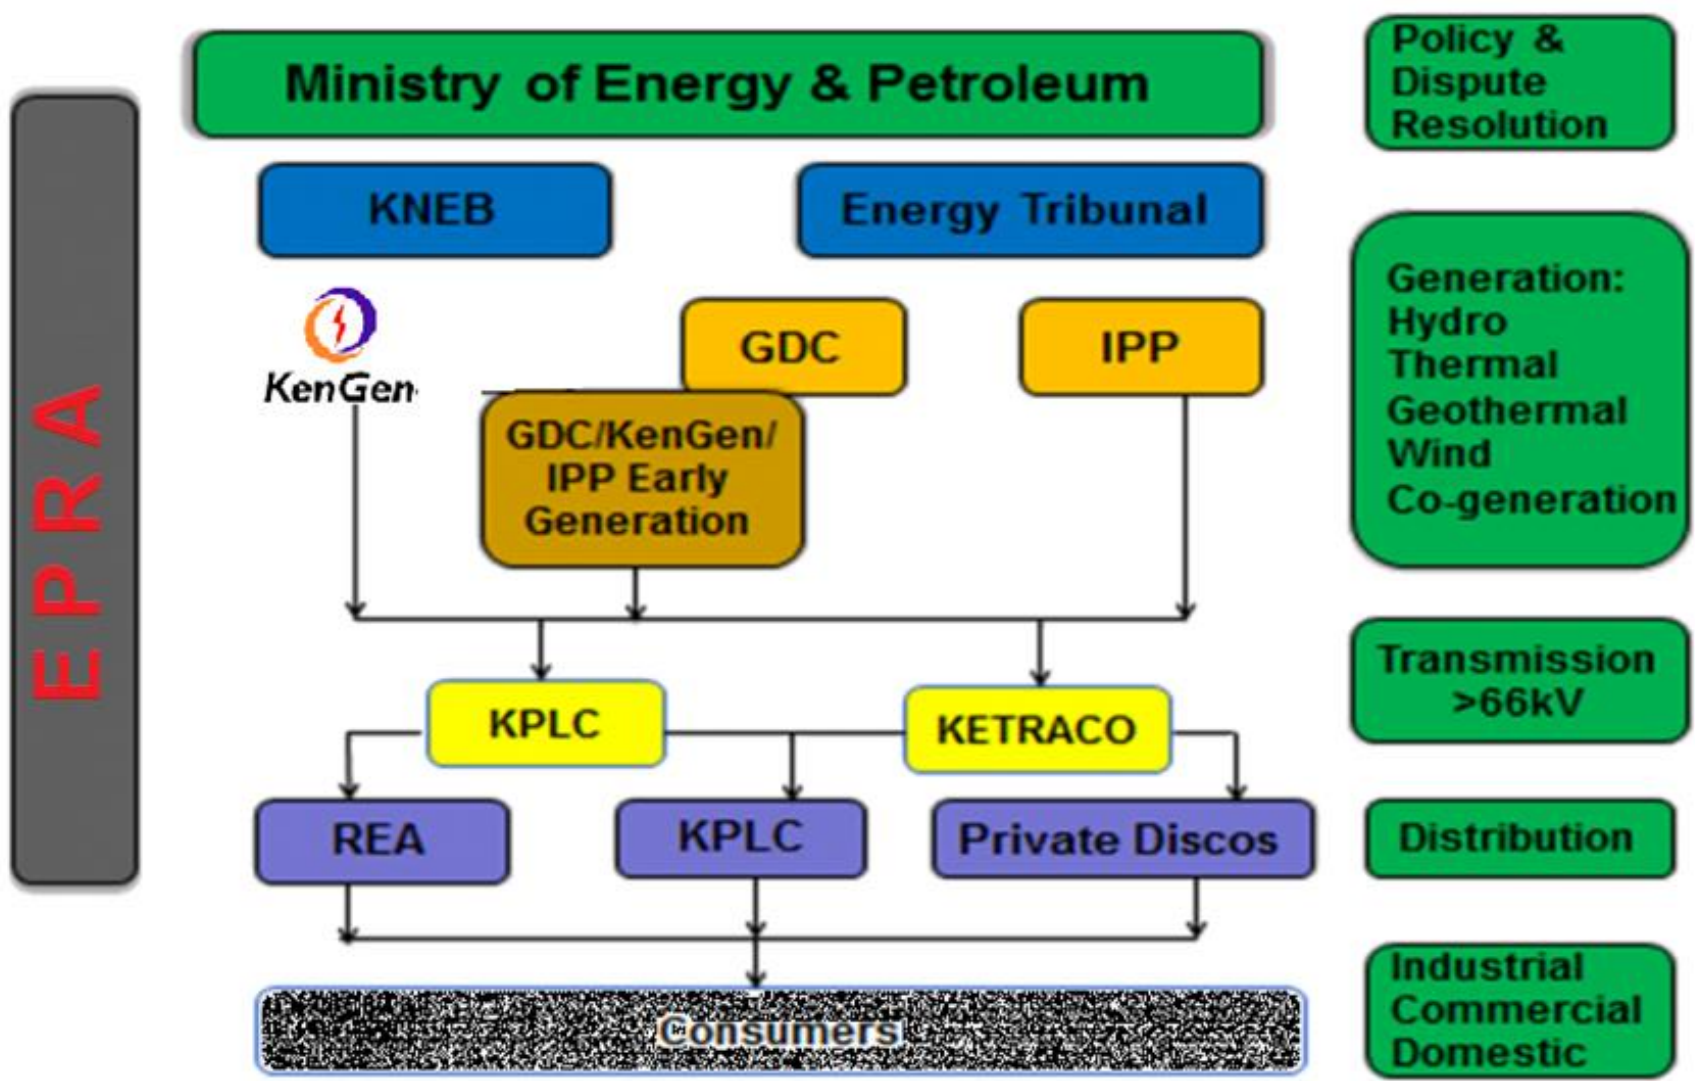 EPRA
Ministry of Energy & Petroleum
Policy &
Dispute
Resolution
KNEB
Energy Tribunal
KenGen
GDC
IPP
GDC/KenGen/
IPP Early
Generation
Generation:
Hydro
Thermal
Geothermal
Wind
Co-generation
KPLC
KETRACO
Transmission
>66kV
REA
KPLC
Private Discos
Distribution
Consumers
Industrial
Commercial
Domestic